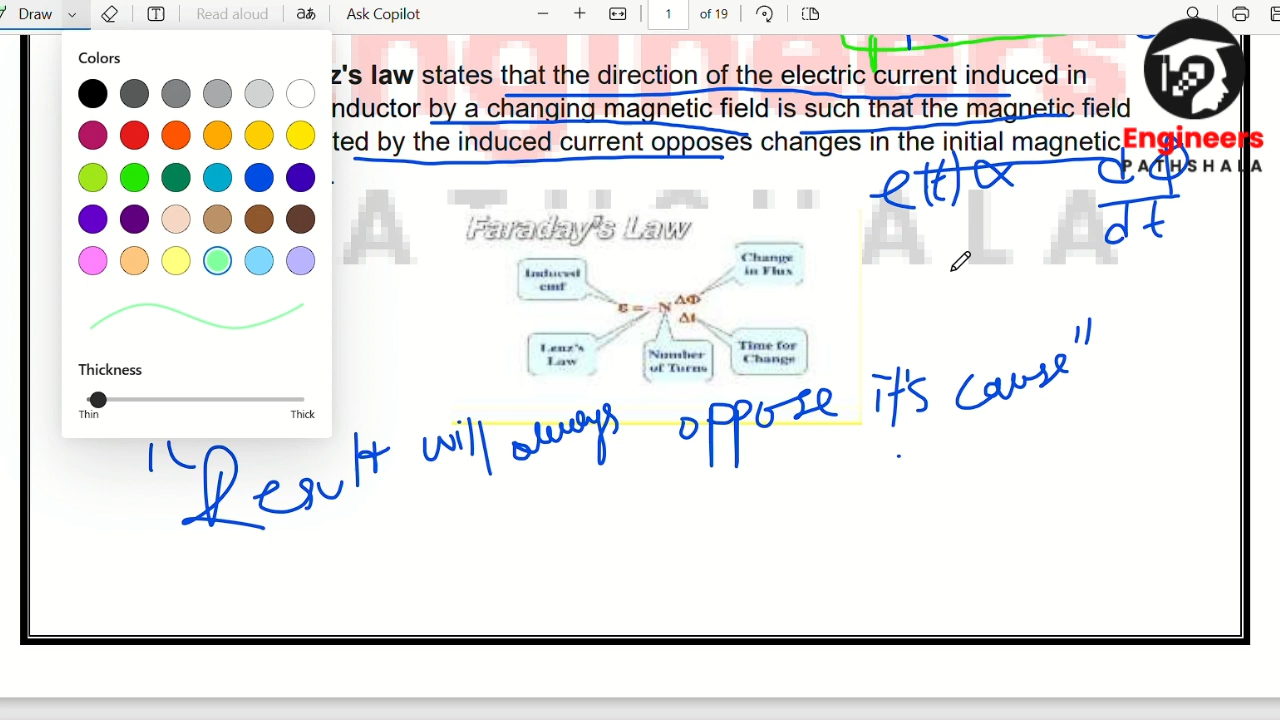 Draw Read aloud aあ Ask Copilot 1 of 19
Colors
Thickness
Thin Thick
ngineers
z's law states that the direction of the electric current induced in
nductor by a changing magnetic field is such that the magnetic field
ted by the induced current opposes changes in the initial magnetic
Engineers
PATHSHALA
e(t) ∝ dϕ
dt
Faraday's Law
Induced
emf
Change
in Flux
ε = -N ΔΦ
Δt
Lenz's
Law
Number
of Turns
Time for
Change
"Result will always oppose it's cause"